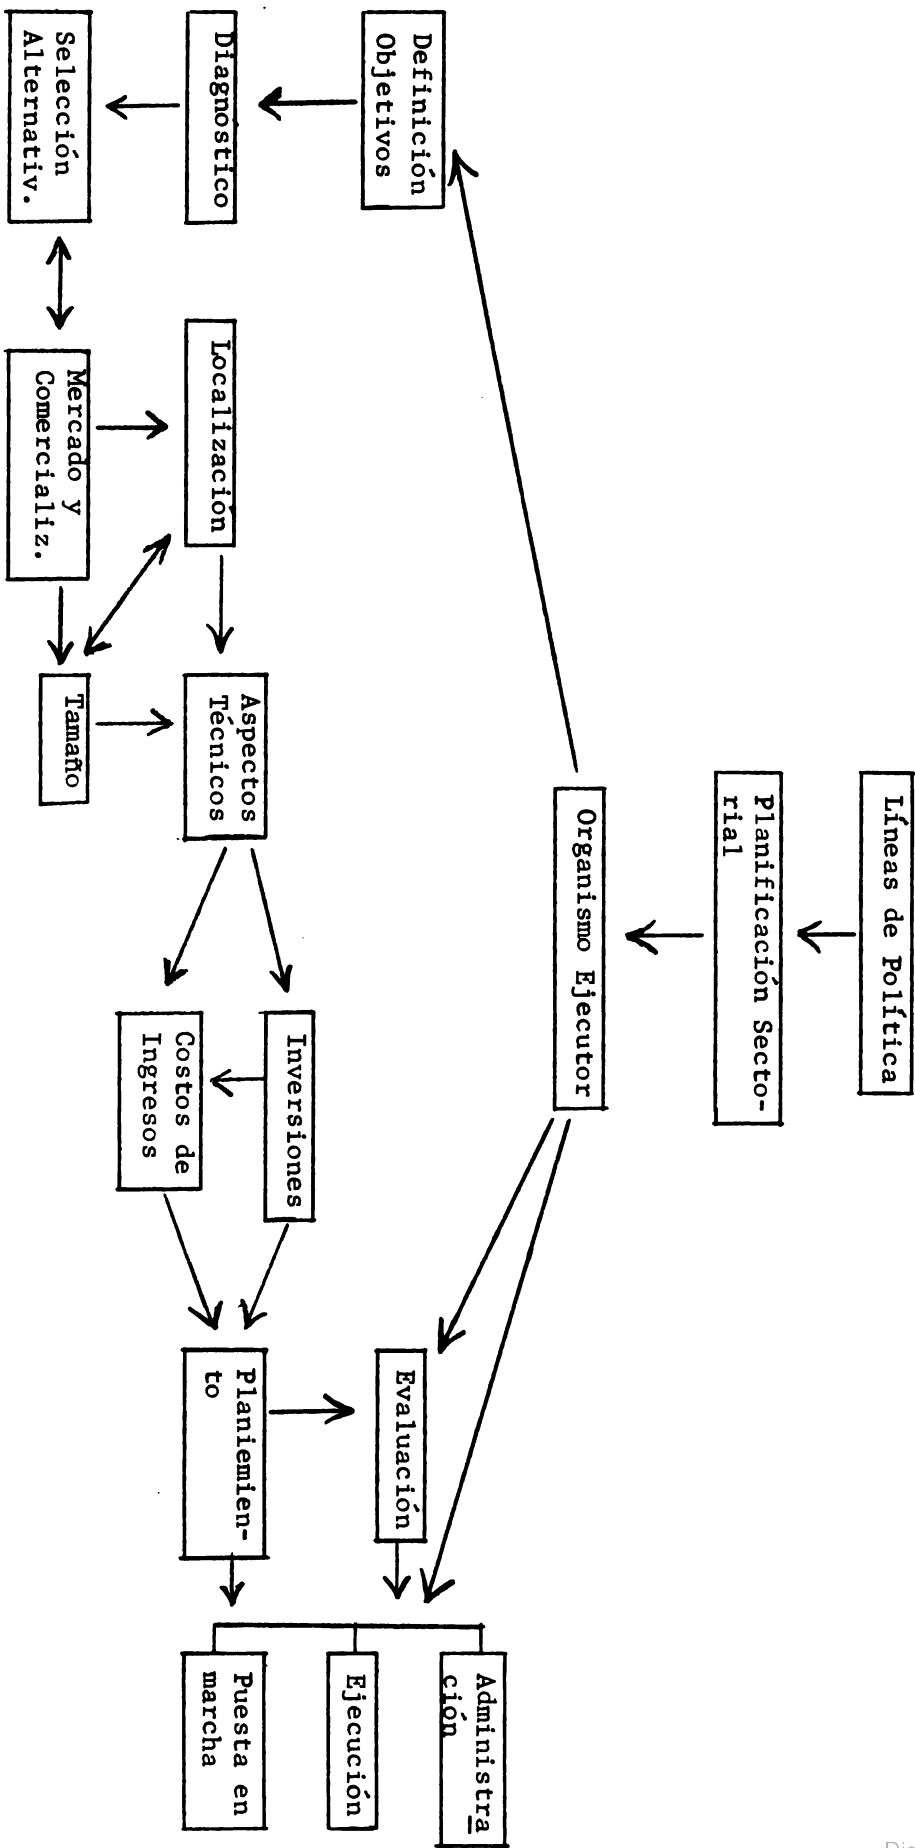 Líneas de Política
Planificación Secto-
rial
Organismo Ejecutor
Definición
Objetivos
Diagnóstico
Selección
Alternativ.
Mercado y
Comercializ.
Localización
Tamaño
Aspectos
Técnicos
Inversiones
Costos de
Ingresos
Planiemien-
to
Evaluación
Administra
ción
Ejecución
Puesta en
marcha